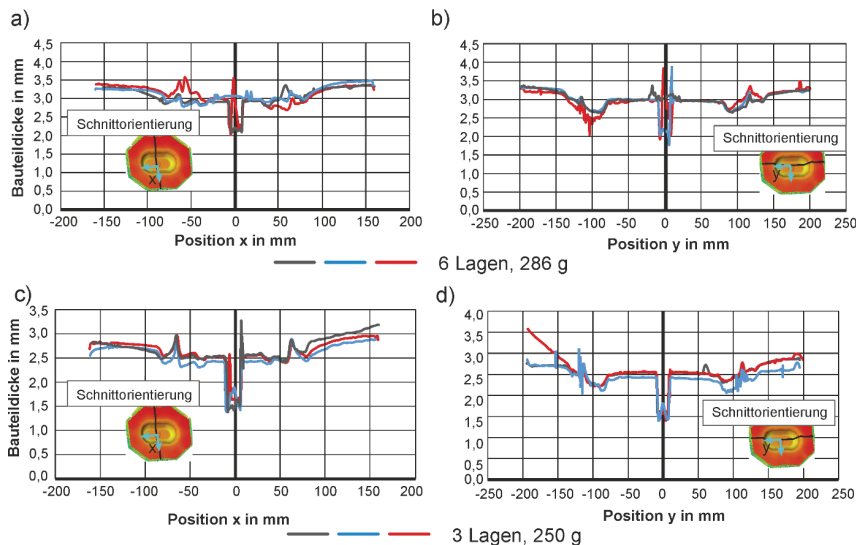 a)
4,5
4,0
3,5
3,0
2,5
2,0
1,5
1,0
0,5
0,0
Bauteildicke in mm
Schnittorientierung
x
-200 -150 -100 -50 0 50 100 150 200
Position x in mm
b)
4,5
4,0
3,5
3,0
2,5
2,0
1,5
1,0
0,5
0,0
Schnittorientierung
y
-250 -200 -150 -100 -50 0 50 100 150 200 250
Position y in mm
6 Lagen, 286 g
c)
3,5
3,0
2,5
2,0
1,5
1,0
0,5
0,0
Bauteildicke in mm
Schnittorientierung
x
-200 -150 -100 -50 0 50 100 150 200
Position x in mm
d)
4,0
3,5
3,0
2,5
2,0
1,5
1,0
0,5
0,0
Schnittorientierung
y
-250 -200 -150 -100 -50 0 50 100 150 200 250
Position y in mm
3 Lagen, 250 g